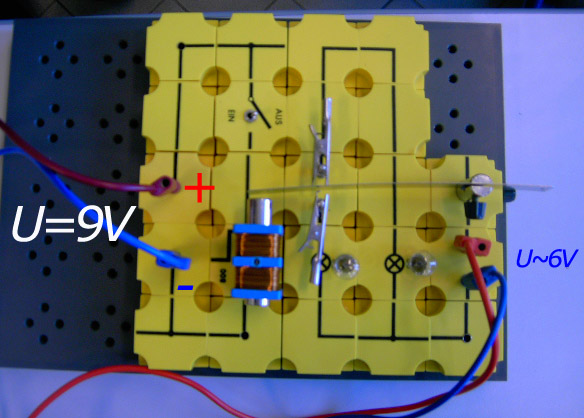 AUS
EIN
+
U=9V
U~6V
-